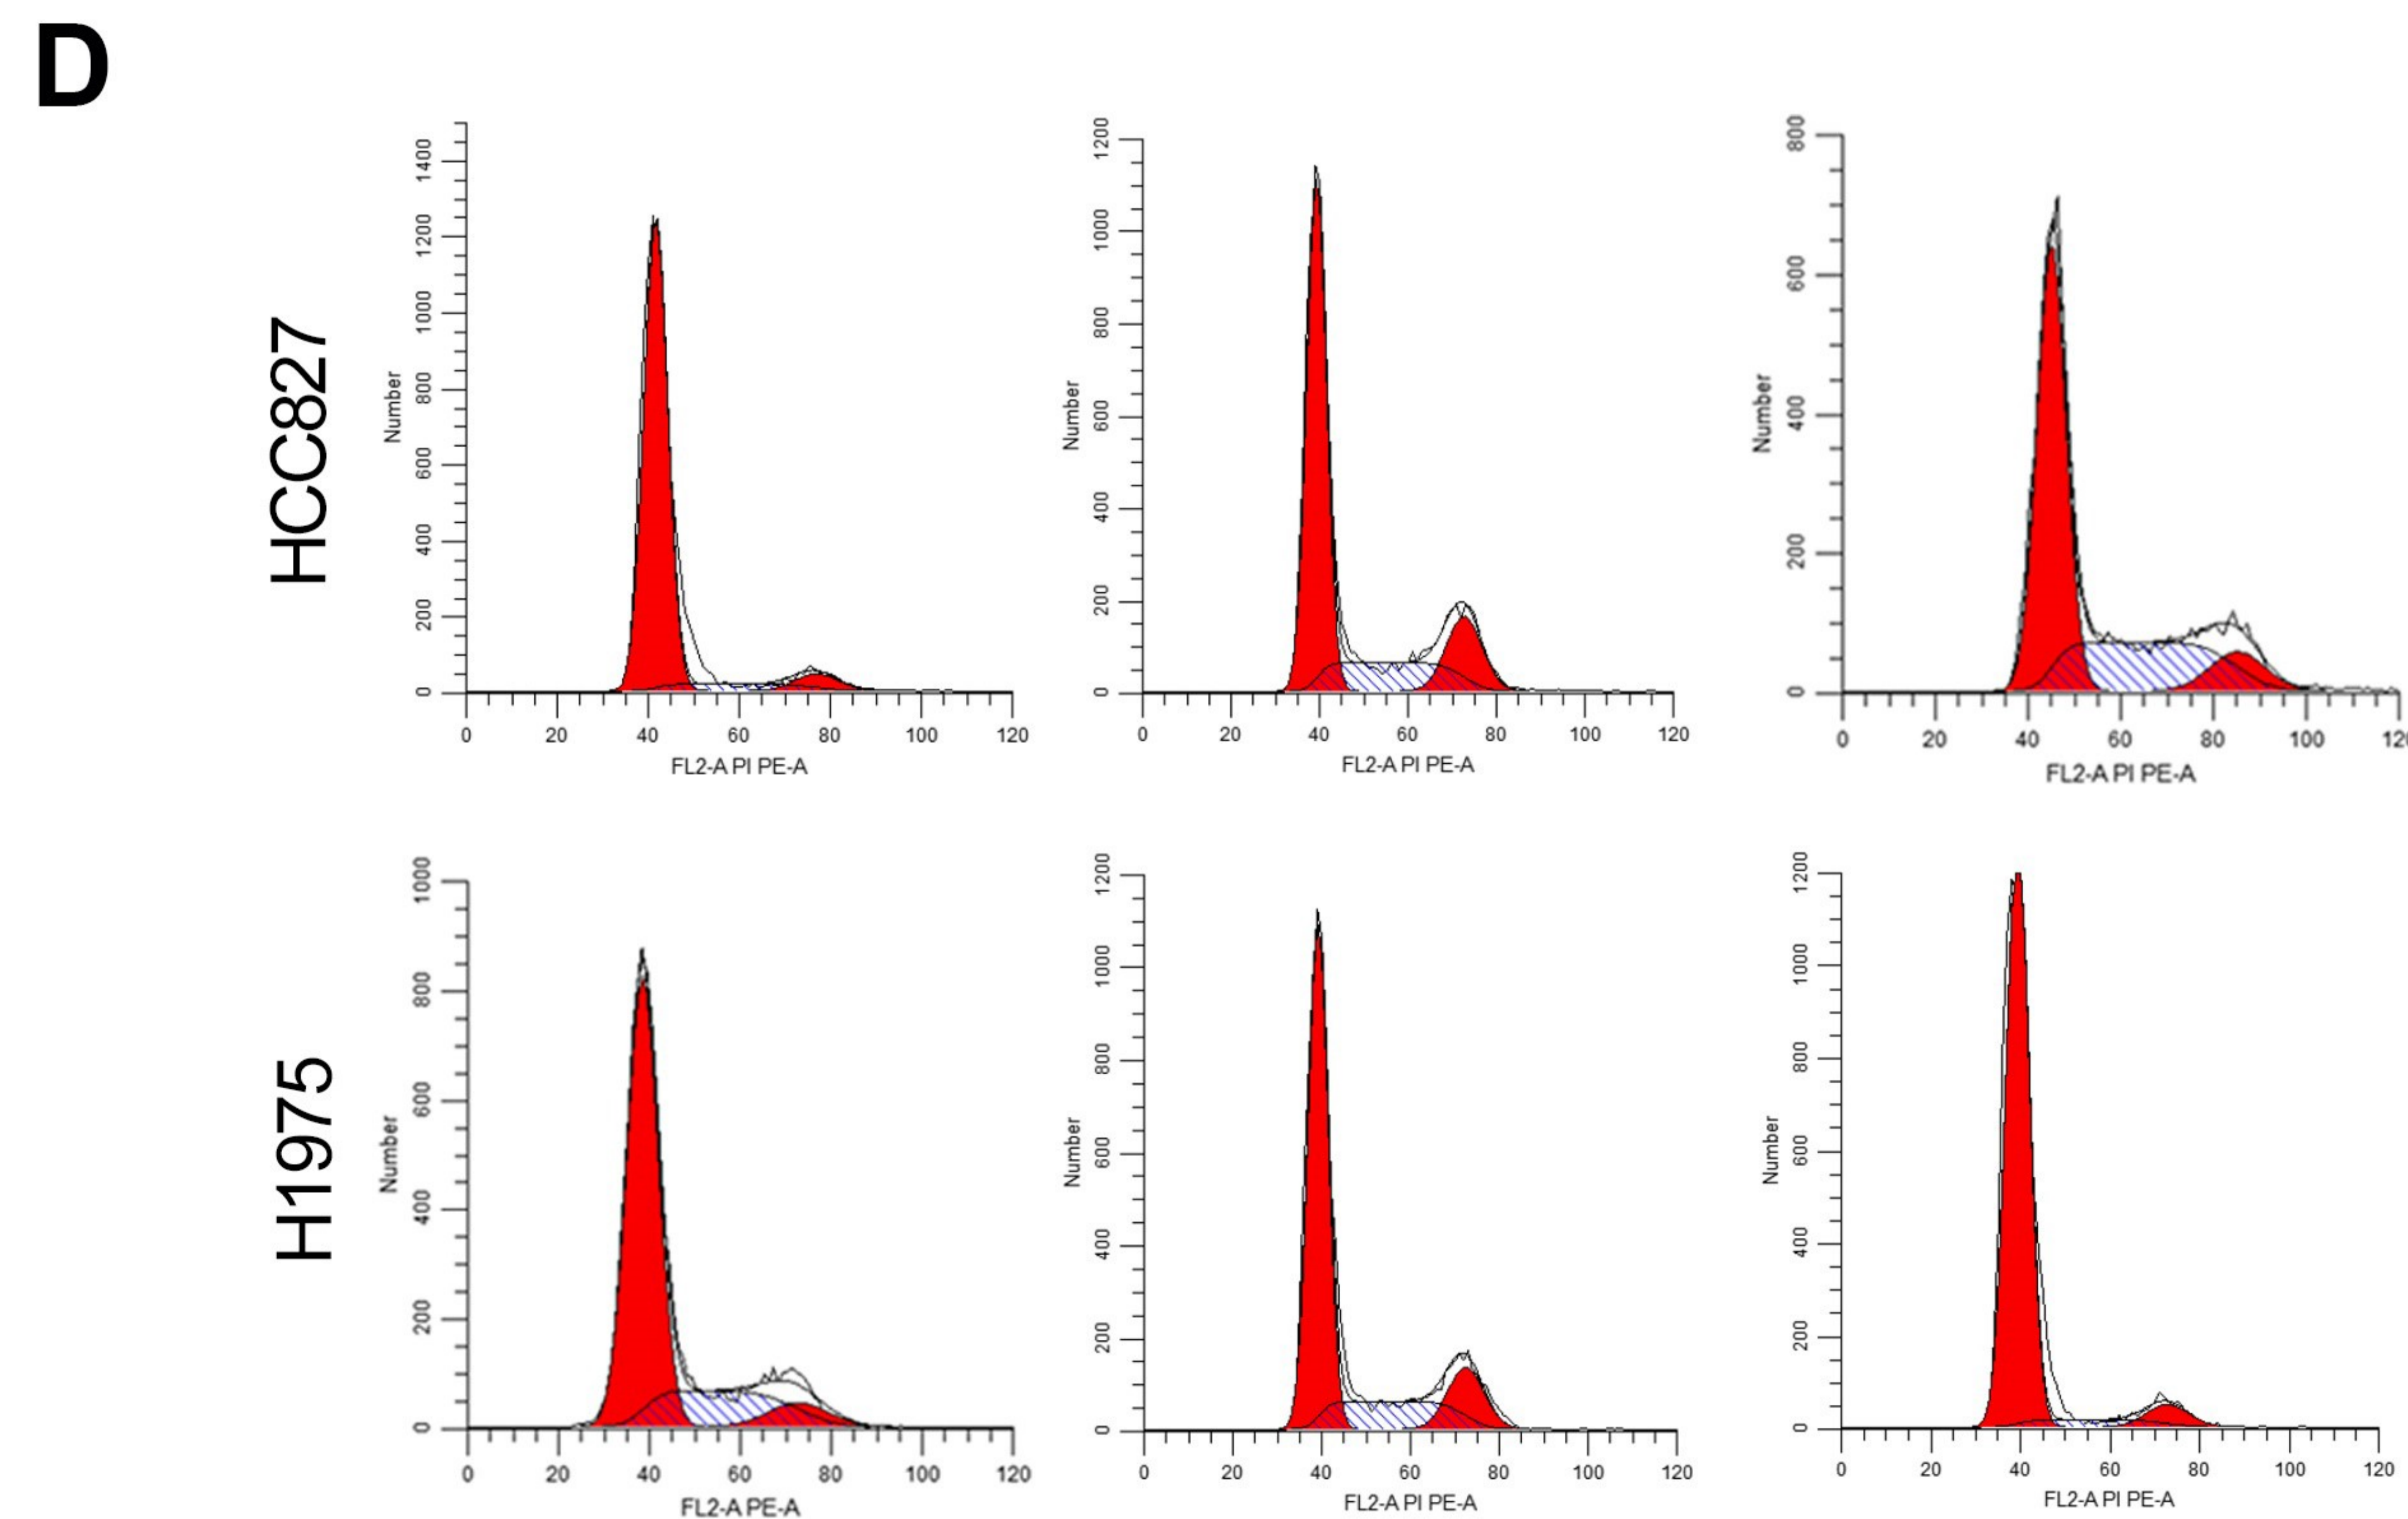 D
HCC827
Number
0 200 400 600 800 1000 1200 1400
0 20 40 60 80 100 120
FL2-A PI PE-A
Number
0 200 400 600 800 1000 1200
0 20 40 60 80 100 120
FL2-A PI PE-A
Number
0 200 400 600 800
0 20 40 60 80 100
FL2-A PI PE-A
H1975
Number
0 200 400 600 800 1000
0 20 40 60 80 100 120
FL2-A PE-A
Number
0 200 400 600 800 1000 1200
0 20 40 60 80 100 120
FL2-A PI PE-A
Number
0 200 400 600 800 1000 1200
0 20 40 60 80 100 120
FL2-A PI PE-A